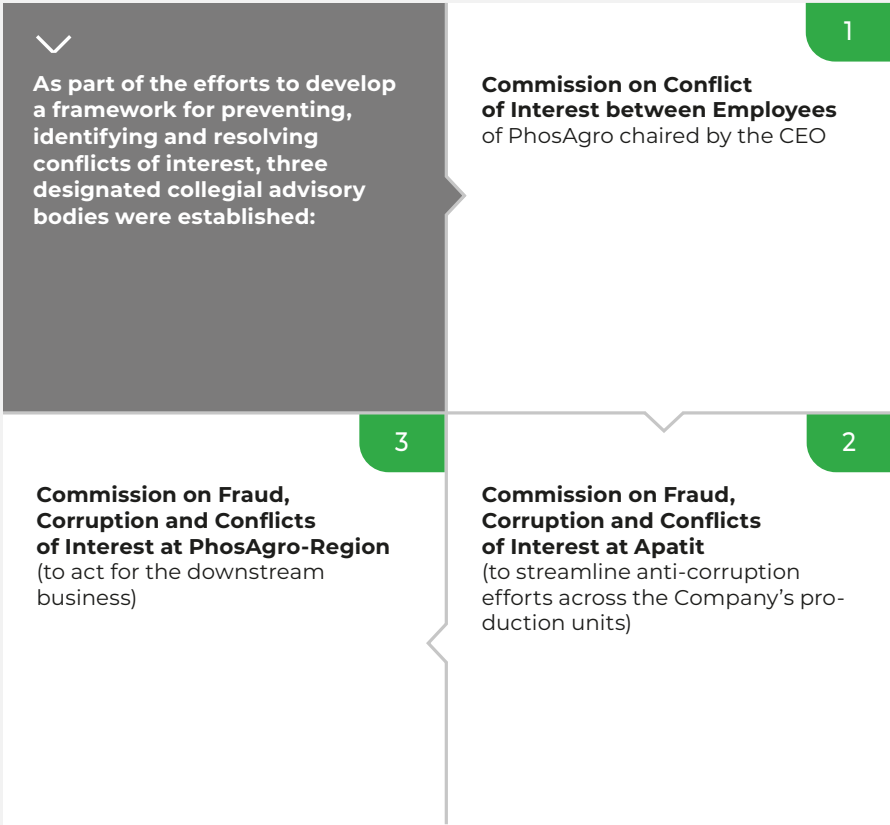 As part of the efforts to develop
a framework for preventing,
identifying and resolving
conflicts of interest, three
designated collegial advisory
bodies were established:
1
Commission on Conflict
of Interest between Employees
of PhosAgro chaired by the CEO
2
Commission on Fraud,
Corruption and Conflicts
of Interest at Apatit
(to streamline anti-corruption
efforts across the Company’s pro-
duction units)
3
Commission on Fraud,
Corruption and Conflicts
of Interest at PhosAgro-Region
(to act for the downstream
business)